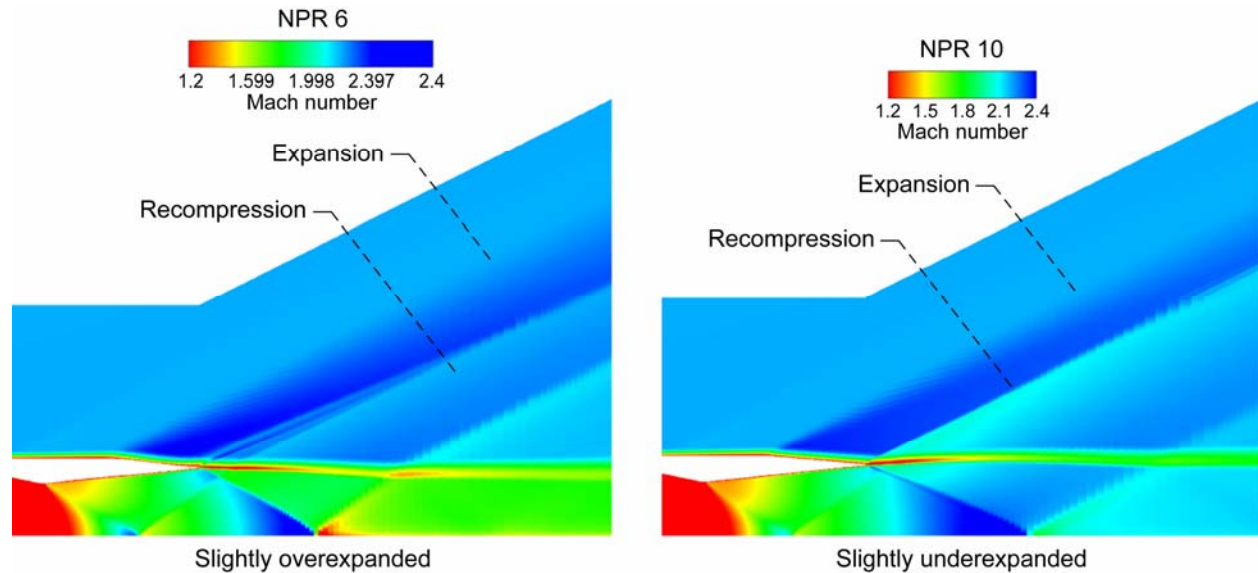 NPR 6
1.2 1.599 1.998 2.397 2.4
Mach number
Expansion
Recompression
Slightly overexpanded
NPR 10
1.2 1.5 1.8 2.1 2.4
Mach number
Expansion
Recompression
Slightly underexpanded